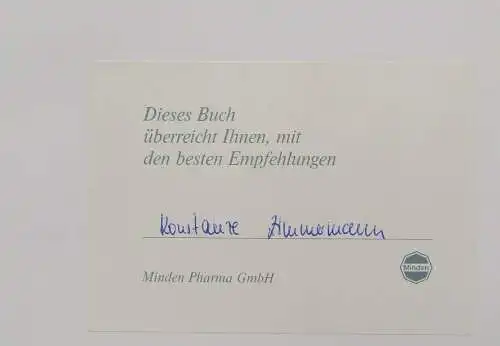 Dieses Buch
überreicht Ihnen, mit
den besten Empfehlungen
Konstanze Zimmermann
Minden Pharma GmbH
Minden